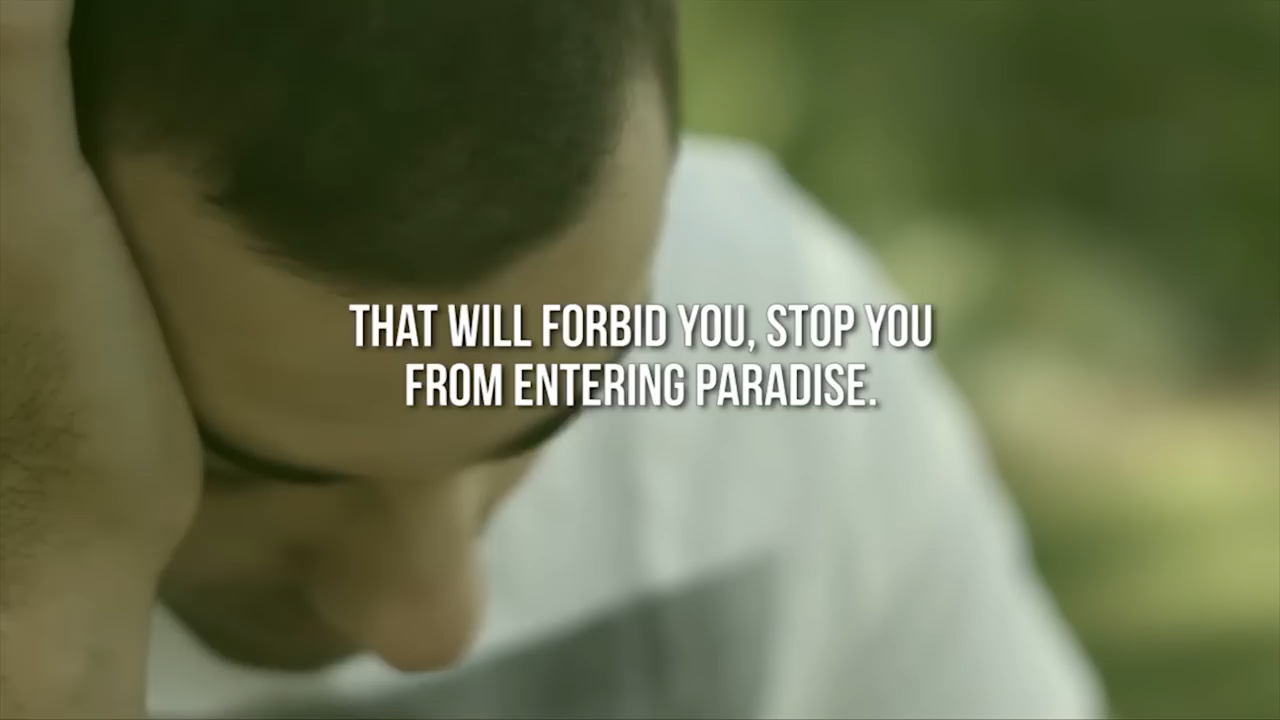 THAT WILL FORBID YOU, STOP YOU
FROM ENTERING PARADISE.